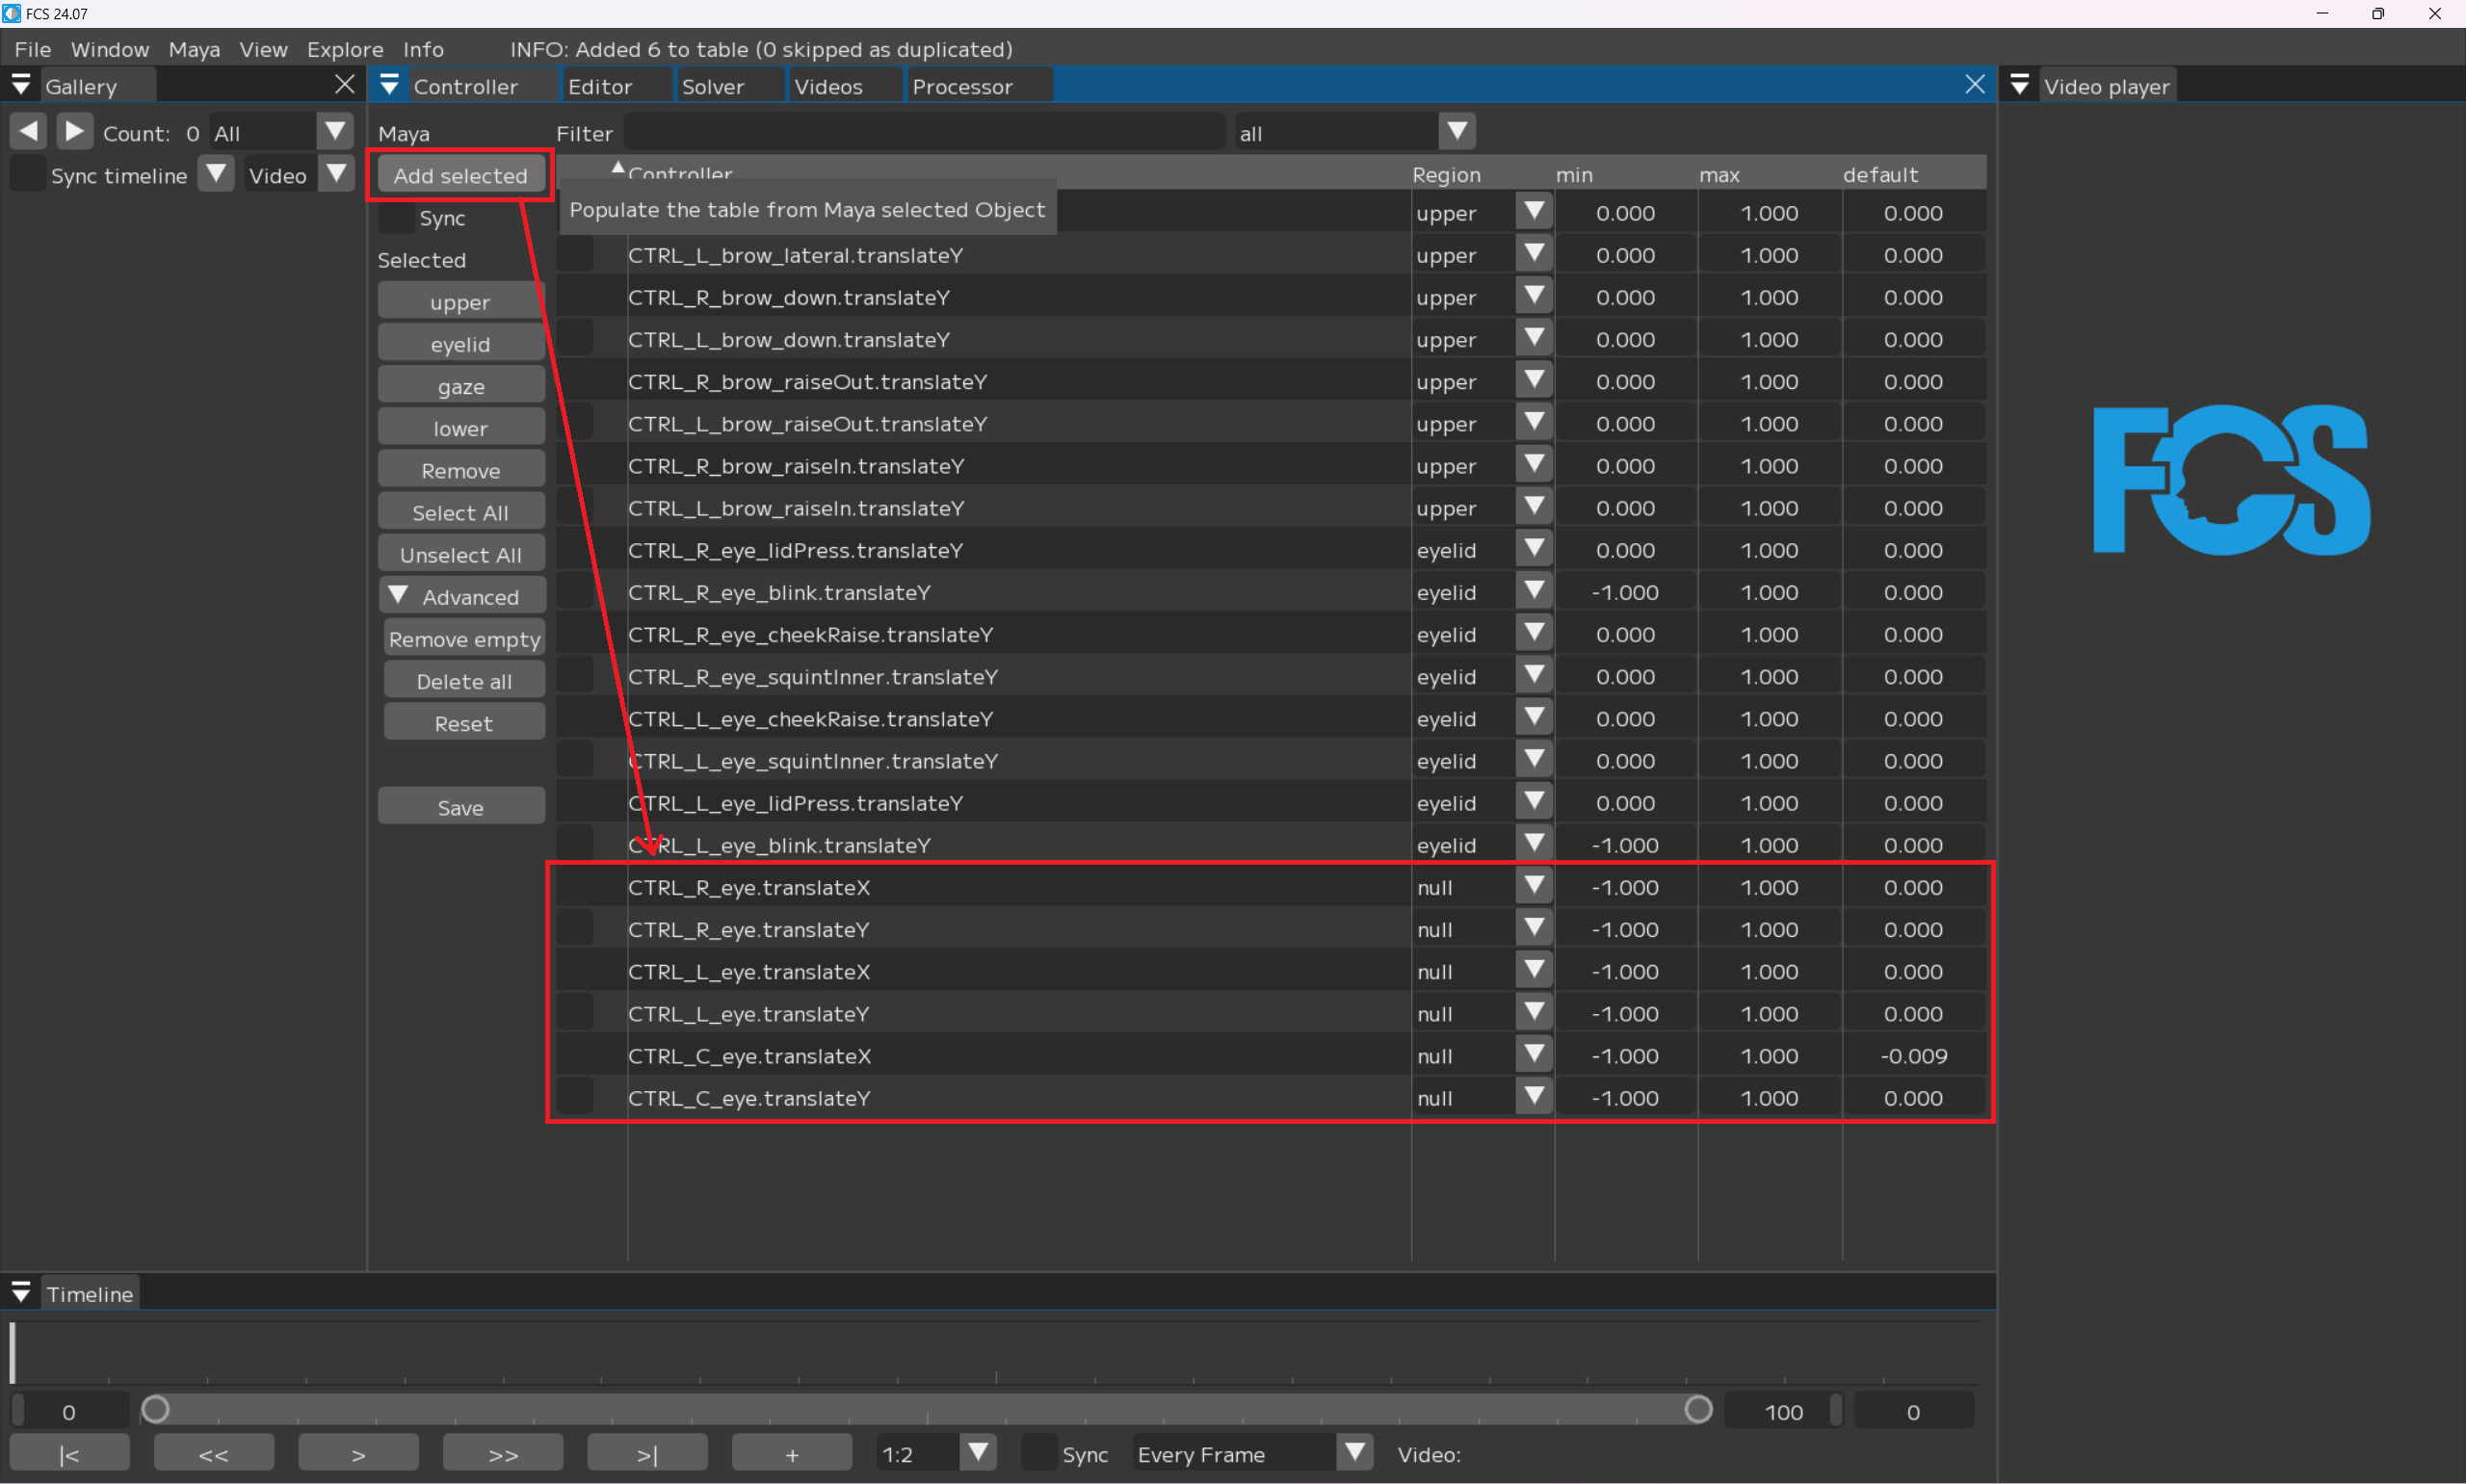 FCS 24.07
File Window Maya View Explore Info INFO: Added 6 to table (0 skipped as duplicated)
Gallery
Controller Editor Solver Videos Processor
Video player
Count: 0 All
Sync timeline Video
Maya Filter all
Add selected
Controller Region min max default
Populate the table from Maya selected Object
Sync
Selected
upper
eyelid
gaze
lower
Remove
Select All
Unselect All
Advanced
Remove empty
Delete all
Reset
Save
upper 0.000 1.000 0.000
CTRL_L_brow_lateral.translateY upper 0.000 1.000 0.000
CTRL_R_brow_down.translateY upper 0.000 1.000 0.000
CTRL_L_brow_down.translateY upper 0.000 1.000 0.000
CTRL_R_brow_raiseOut.translateY upper 0.000 1.000 0.000
CTRL_L_brow_raiseOut.translateY upper 0.000 1.000 0.000
CTRL_R_brow_raiseIn.translateY upper 0.000 1.000 0.000
CTRL_L_brow_raiseIn.translateY upper 0.000 1.000 0.000
CTRL_R_eye_lidPress.translateY eyelid 0.000 1.000 0.000
CTRL_R_eye_blink.translateY eyelid -1.000 1.000 0.000
CTRL_R_eye_cheekRaise.translateY eyelid 0.000 1.000 0.000
CTRL_R_eye_squintInner.translateY eyelid 0.000 1.000 0.000
CTRL_L_eye_cheekRaise.translateY eyelid 0.000 1.000 0.000
CTRL_L_eye_squintInner.translateY eyelid 0.000 1.000 0.000
CTRL_L_eye_lidPress.translateY eyelid 0.000 1.000 0.000
CTRL_L_eye_blink.translateY eyelid -1.000 1.000 0.000
CTRL_R_eye.translateX null -1.000 1.000 0.000
CTRL_R_eye.translateY null -1.000 1.000 0.000
CTRL_L_eye.translateX null -1.000 1.000 0.000
CTRL_L_eye.translateY null -1.000 1.000 0.000
CTRL_C_eye.translateX null -1.000 1.000 -0.009
CTRL_C_eye.translateY null -1.000 1.000 0.000
FCS
Timeline
0 100 0
|< << > >> >| + 1:2 Sync Every Frame Video: